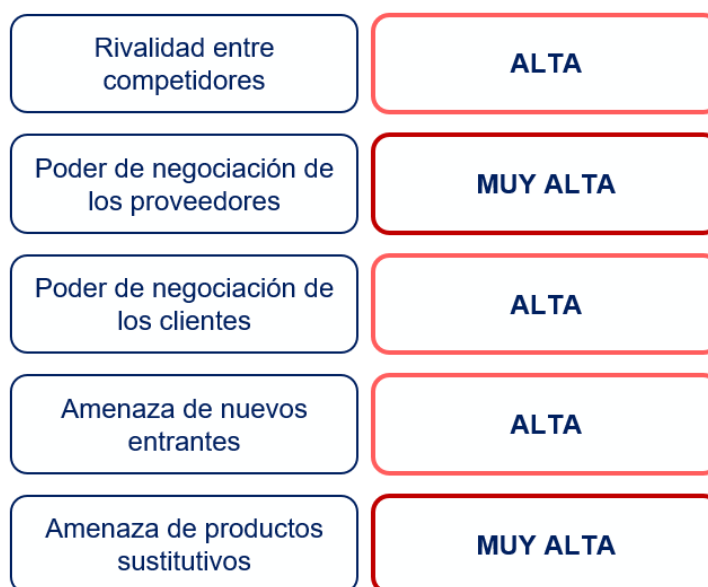 Rivalidad entre
competidores
ALTA
Poder de negociación de
los proveedores
MUY ALTA
Poder de negociación de
los clientes
ALTA
Amenaza de nuevos
entrantes
ALTA
Amenaza de productos
sustitutivos
MUY ALTA